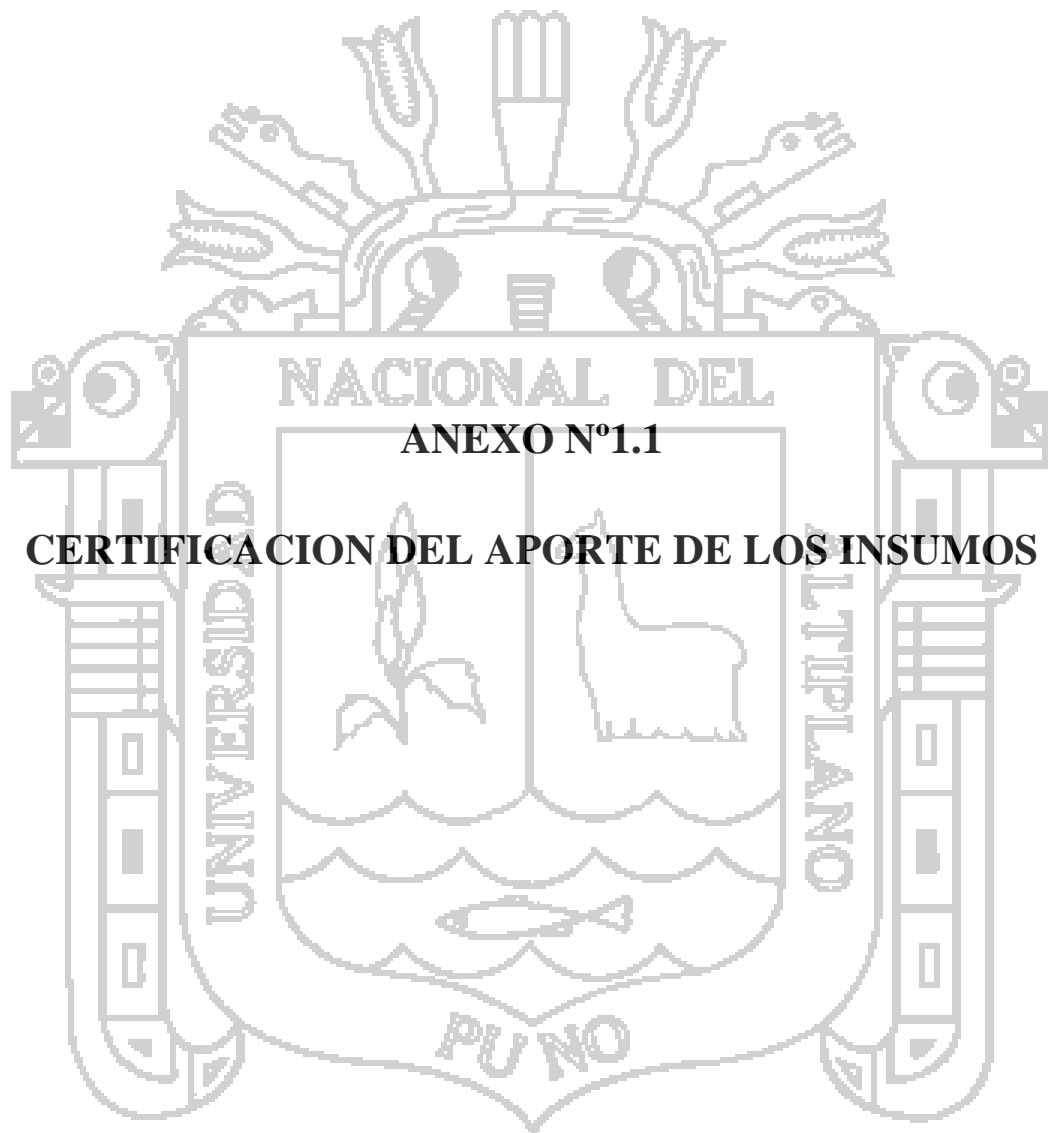 NACIONAL DEL
ANEXO Nº1.1
CERTIFICACION DEL APORTE DE LOS INSUMOS
UNIVERSIDAD
ALTIPLANO
PUNO